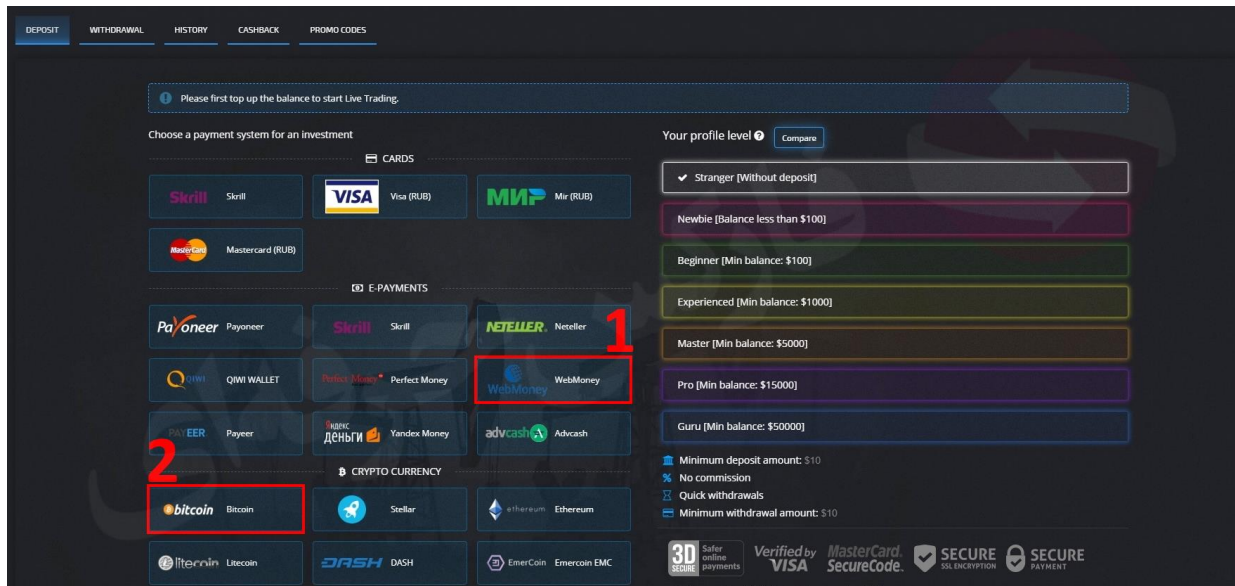 DEPOSIT WITHDRAWAL HISTORY CASHBACK PROMO CODES
Please first top up the balance to start Live Trading.
Choose a payment system for an investment
CARDS
Skrill Skrill VISA Visa (RUB) МИР Mir (RUB)
MasterCard Mastercard (RUB)
E-PAYMENTS
Payoneer Payoneer Skrill Skrill NETELLER Neteller
1
QIWI QIWI WALLET Perfect Money Perfect Money WebMoney WebMoney
PAYEER Payeer Яндекс деньги Yandex Money advcash Advcash
2
CRYPTO CURRENCY
bitcoin Bitcoin Stellar ethereum Ethereum
litecoin Litecoin DASH DASH EmerCoin Emercoin EMC
Your profile level Compare
Stranger [Without deposit]
Newbie [Balance less than $100]
Beginner [Min balance: $100]
Experienced [Min balance: $1000]
Master [Min balance: $5000]
Pro [Min balance: $15000]
Guru [Min balance: $50000]
Minimum deposit amount: $10
No commission
Quick withdrawals
Minimum withdrawal amount: $10
3D SECURE Safer online payments Verified by VISA MasterCard. SecureCode. SECURE SSL ENCRYPTION SECURE PAYMENT